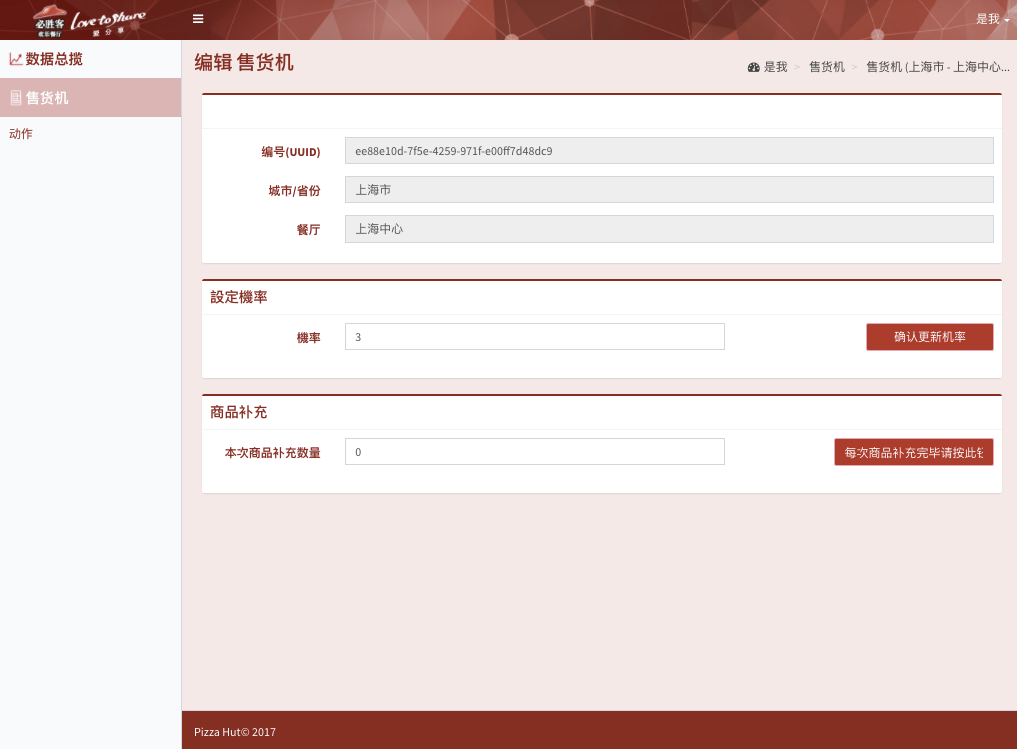 必胜客
欢乐餐厅
Love to share
爱分享
是我
数据总揽
售货机
动作
编辑 售货机
是我 > 售货机 > 售货机 (上海市 - 上海中心...
编号(UUID)
ee88e10d-7f5e-4259-971f-e00ff7d48dc9
城市/省份
上海市
餐厅
上海中心
設定機率
機率
3
确认更新机率
商品补充
本次商品补充数量
0
每次商品补充完毕请按此
Pizza Hut© 2017